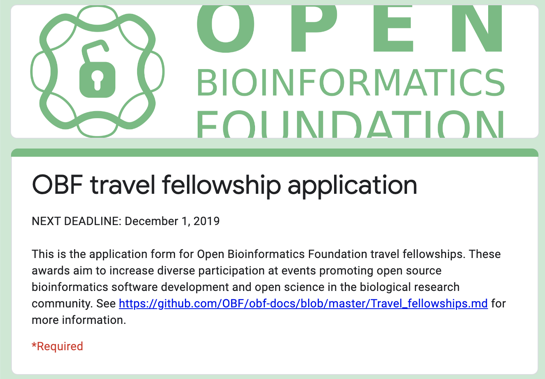 OPEN
BIOINFORMATICS
FOUNDATION
OBF travel fellowship application
NEXT DEADLINE: December 1, 2019
This is the application form for Open Bioinformatics Foundation travel fellowships. These
awards aim to increase diverse participation at events promoting open source
bioinformatics software development and open science in the biological research
community. See https://github.com/OBF/obf-docs/blob/master/Travel_fellowships.md for
more information.
*Required